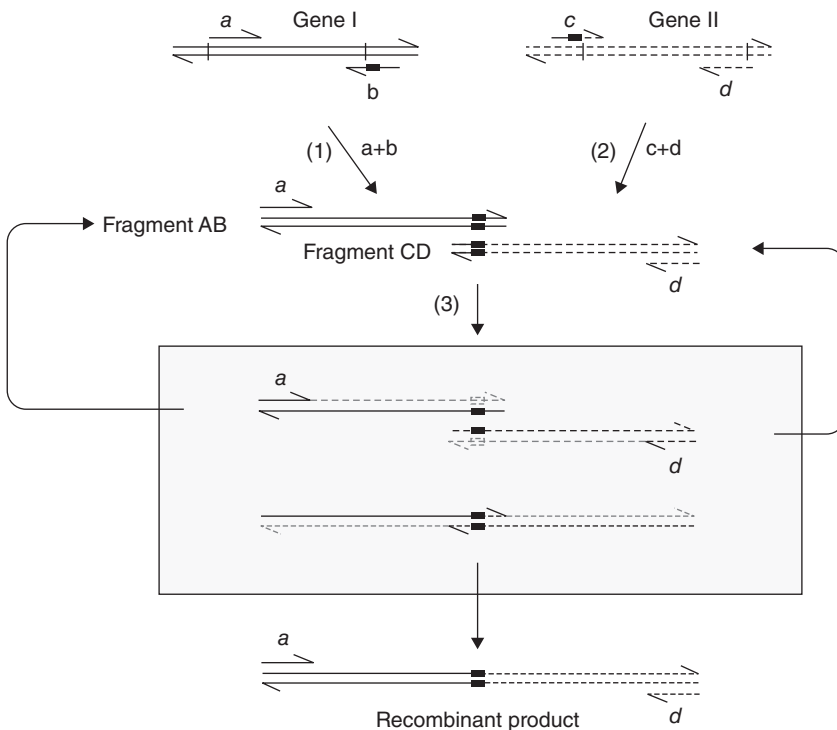 Gene I
Gene II
a
c
b
d
(1)
a+b
(2)
c+d
a
Fragment AB
Fragment CD
d
(3)
a
d
a
d
Recombinant product